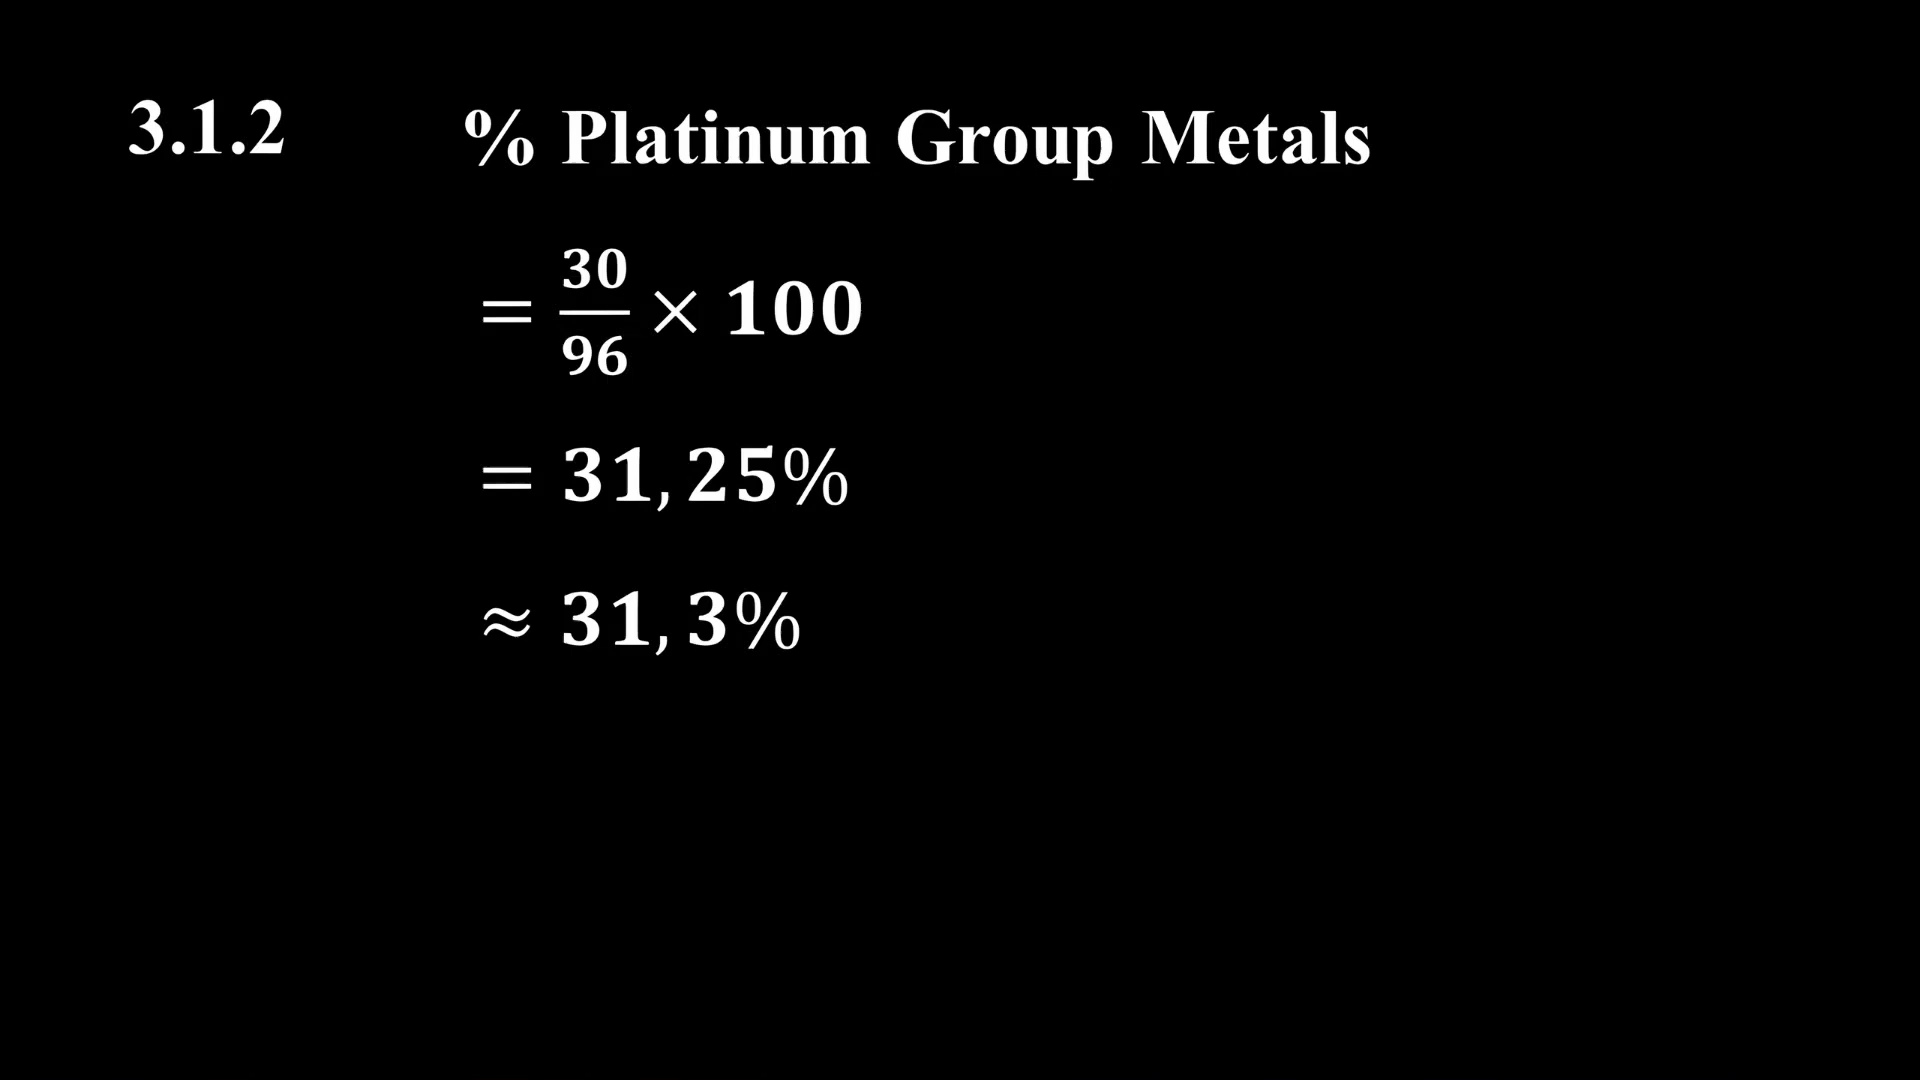 3.1.2 % Platinum Group Metals
= 30/96 × 100
= 31,25%
≈ 31,3%